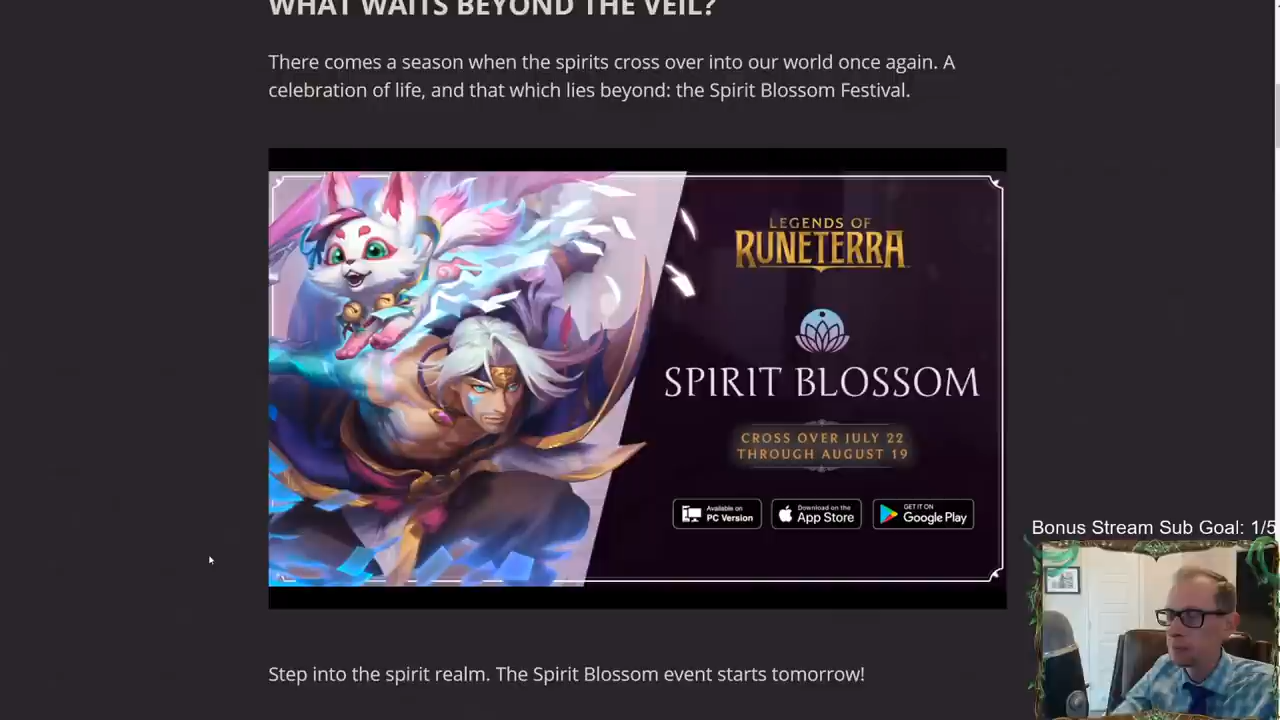 WHAT WAITS BEYOND THE VEIL?
There comes a season when the spirits cross over into our world once again. A
celebration of life, and that which lies beyond: the Spirit Blossom Festival.
LEGENDS OF
RUNETERRA
SPIRIT BLOSSOM
CROSS OVER JULY 22
THROUGH AUGUST 19
Available on
PC Version
Download on the
App Store
GET IT ON
Google Play
Bonus Stream Sub Goal: 1/5
Step into the spirit realm. The Spirit Blossom event starts tomorrow!